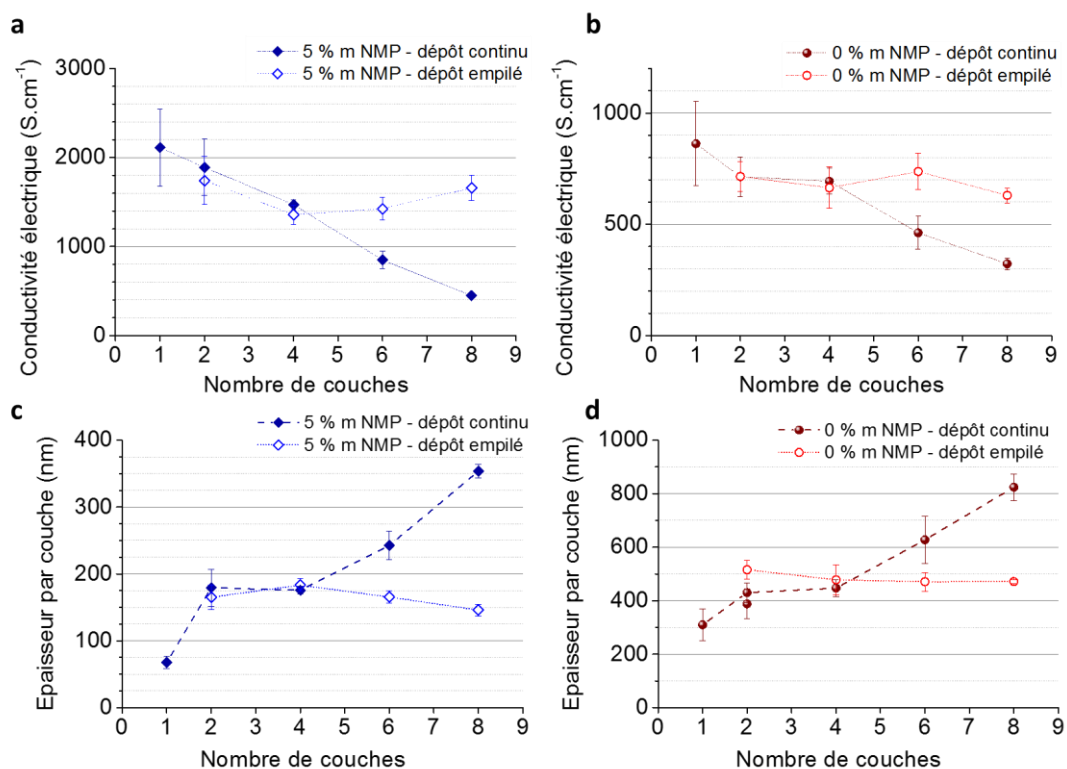 a
5 % m NMP - dépôt continu
5 % m NMP - dépôt empilé
3000
2000
1000
0
Conductivité électrique (S.cm⁻¹)
0 1 2 3 4 5 6 7 8 9
Nombre de couches
b
0 % m NMP - dépôt continu
0 % m NMP - dépôt empilé
1000
500
0
Conductivité électrique (S.cm⁻¹)
0 1 2 3 4 5 6 7 8 9
Nombre de couches
c
5 % m NMP - dépôt continu
5 % m NMP - dépôt empilé
400
300
200
100
0
Epaisseur par couche (nm)
0 1 2 3 4 5 6 7 8 9
Nombre de couches
d
0 % m NMP - dépôt continu
0 % m NMP - dépôt empilé
1000
800
600
400
200
0
Epaisseur par couche (nm)
0 1 2 3 4 5 6 7 8 9
Nombre de couches